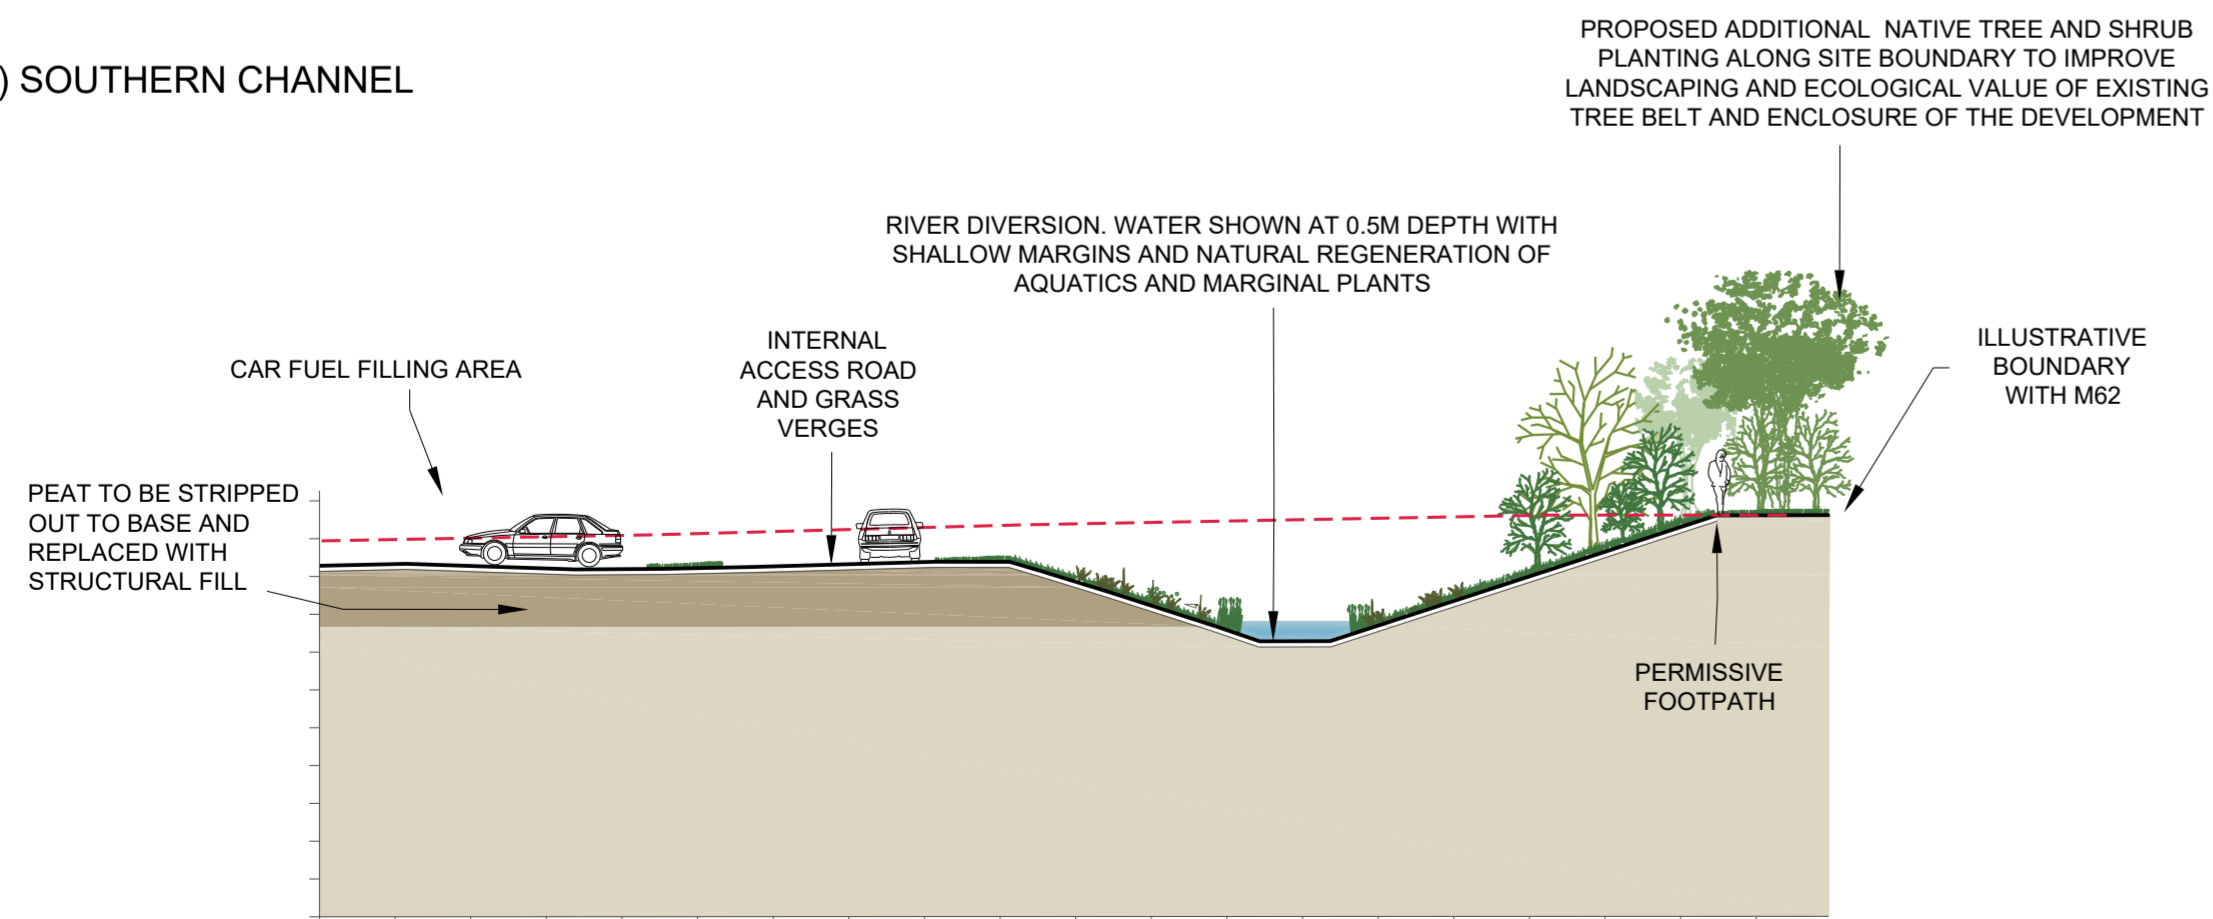 ) SOUTHERN CHANNEL
PROPOSED ADDITIONAL NATIVE TREE AND SHRUB
PLANTING ALONG SITE BOUNDARY TO IMPROVE
LANDSCAPING AND ECOLOGICAL VALUE OF EXISTING
TREE BELT AND ENCLOSURE OF THE DEVELOPMENT
RIVER DIVERSION. WATER SHOWN AT 0.5M DEPTH WITH
SHALLOW MARGINS AND NATURAL REGENERATION OF
AQUATICS AND MARGINAL PLANTS
INTERNAL
ACCESS ROAD
AND GRASS
VERGES
CAR FUEL FILLING AREA
ILLUSTRATIVE
BOUNDARY
WITH M62
PEAT TO BE STRIPPED
OUT TO BASE AND
REPLACED WITH
STRUCTURAL FILL
PERMISSIVE
FOOTPATH